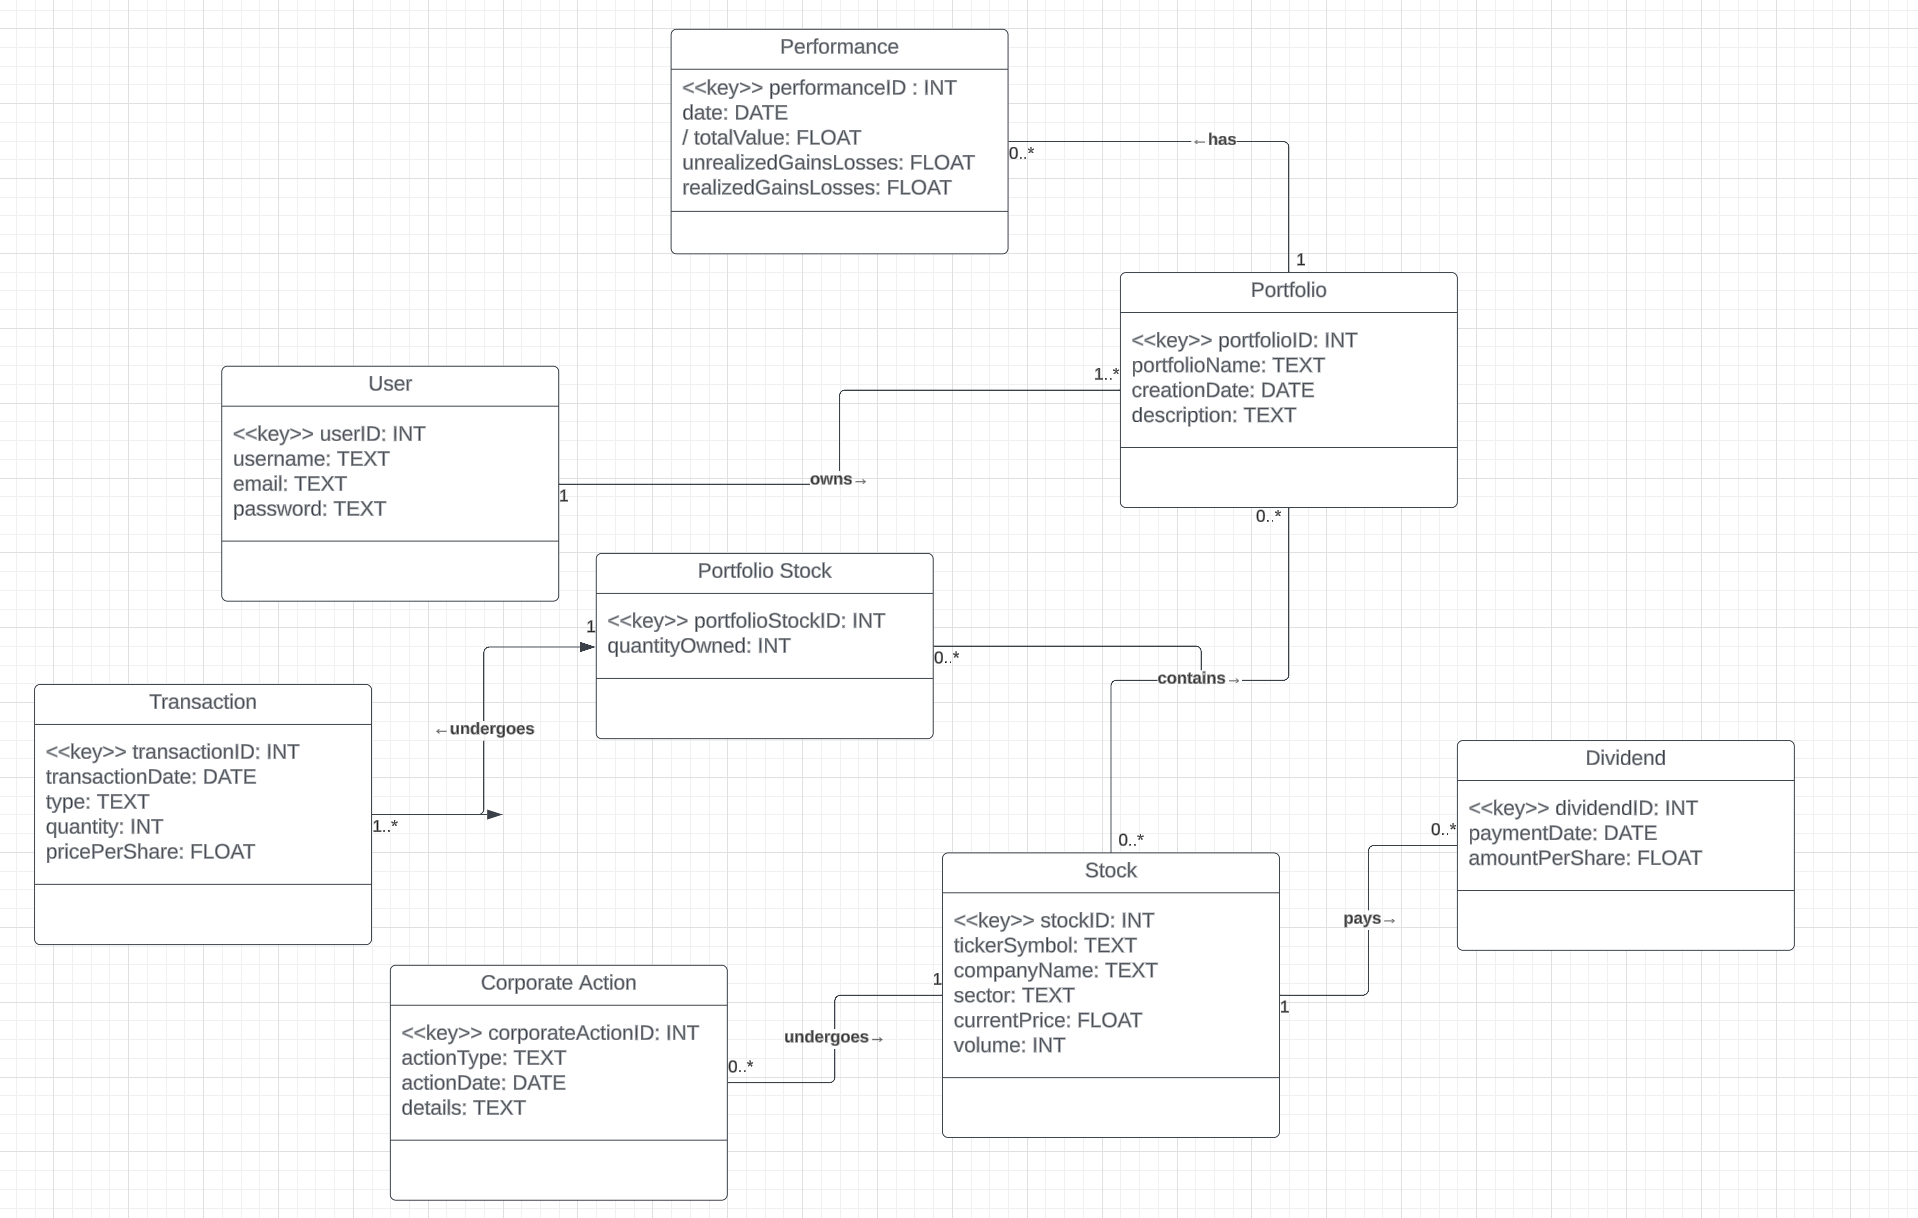 Performance
<<key>> performanceID : INT
date: DATE
/ totalValue: FLOAT
unrealizedGainsLosses: FLOAT
realizedGainsLosses: FLOAT
0..*
←has
1
Portfolio
<<key>> portfolioID: INT
portfolioName: TEXT
creationDate: DATE
description: TEXT
1..*
0..*
User
<<key>> userID: INT
username: TEXT
email: TEXT
password: TEXT
1
owns→
Portfolio Stock
<<key>> portfolioStockID: INT
quantityOwned: INT
1
0..*
contains→
←undergoes
Transaction
<<key>> transactionID: INT
transactionDate: DATE
type: TEXT
quantity: INT
pricePerShare: FLOAT
1..*
Dividend
<<key>> dividendID: INT
paymentDate: DATE
amountPerShare: FLOAT
0..*
pays→
0..*
Stock
<<key>> stockID: INT
tickerSymbol: TEXT
companyName: TEXT
sector: TEXT
currentPrice: FLOAT
volume: INT
1
1
Corporate Action
<<key>> corporateActionID: INT
actionType: TEXT
actionDate: DATE
details: TEXT
0..*
undergoes→